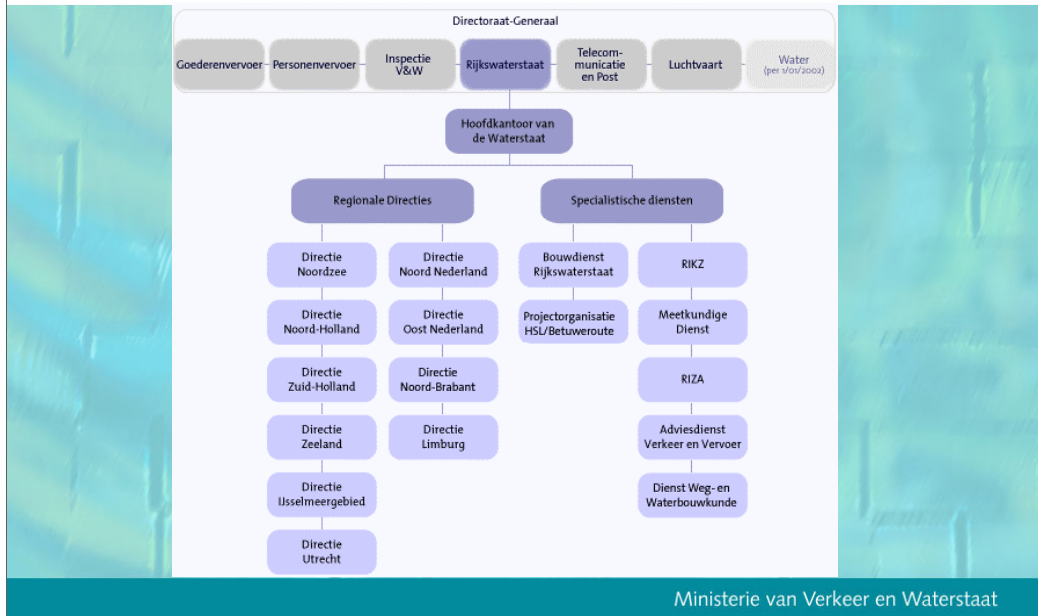 Directoraat-Generaal
Goederenvervoer
Personenvervoer
Inspectie
V&W
Rijkswaterstaat
Telecom-
municatie
en Post
Luchtvaart
Water
(per 1/01/2002)
Hoofdkantoor van
de Waterstaat
Regionale Directies
Specialistische diensten
Directie
Noordzee
Directie
Noord-Holland
Directie
Zuid-Holland
Directie
Zeeland
Directie
IJsselmeergebied
Directie
Utrecht
Directie
Noord Nederland
Directie
Oost Nederland
Directie
Noord-Brabant
Directie
Limburg
Bouwdienst
Rijkswaterstaat
Projectorganisatie
HSL/Betuweroute
RIKZ
Meetkundige
Dienst
RIZA
Adviesdienst
Verkeer en Vervoer
Dienst Weg- en
Waterbouwkunde
Ministerie van Verkeer en Waterstaat